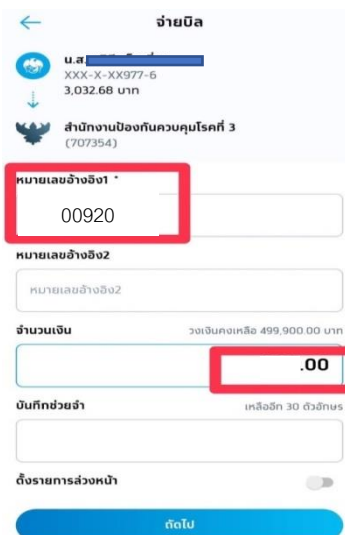 จ่ายบิล
น.ส.
XXX-X-XX977-6
3,032.68 บาท
สำนักงานป้องกันควบคุมโรคที่ 3
(707354)
หมายเลขอ้างอิง1 *
00920
หมายเลขอ้างอิง2
หมายเลขอ้างอิง2
จำนวนเงิน วงเงินคงเหลือ 499,900.00 บาท
.00
บันทึกช่วยจำ เหลืออีก 30 ตัวอักษร
ตั้งรายการล่วงหน้า
ถัดไป